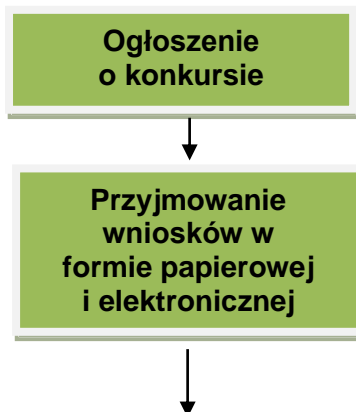 Ogłoszenie
o konkursie
Przyjmowanie
wniosków w
formie papierowej
i elektronicznej